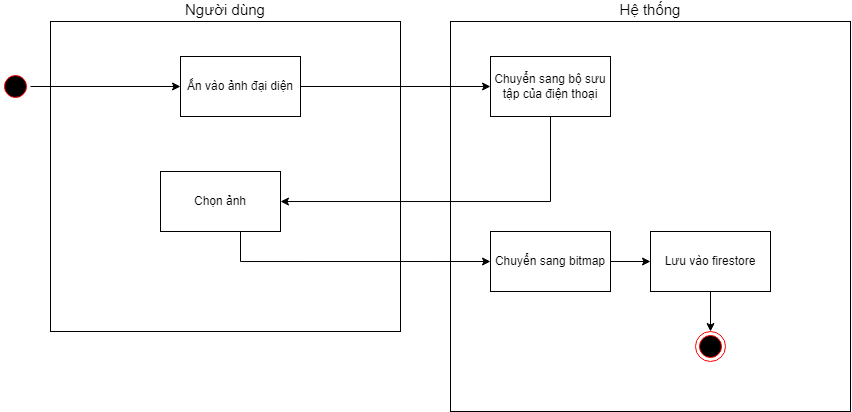 Người dùng
Hệ thống
Ấn vào ảnh đại diện
Chuyển sang bộ sưu
tập của điện thoại
Chọn ảnh
Chuyển sang bitmap
Lưu vào firestore